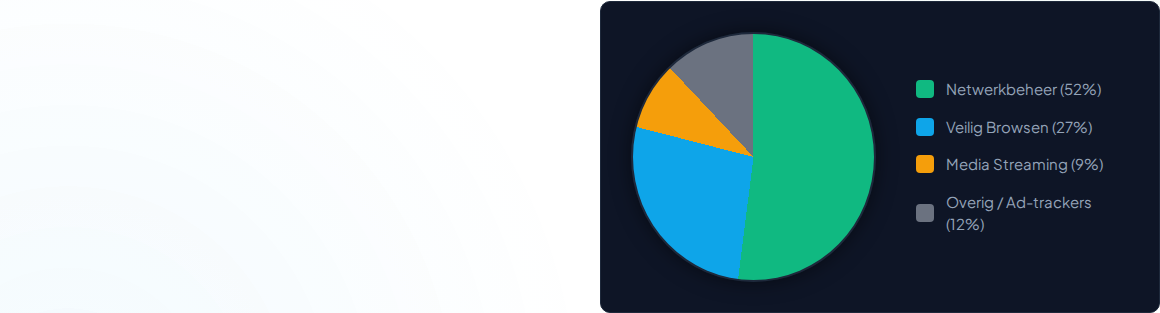 Netwerkbeheer (52%)
Veilig Browsen (27%)
Media Streaming (9%)
Overig / Ad-trackers
(12%)